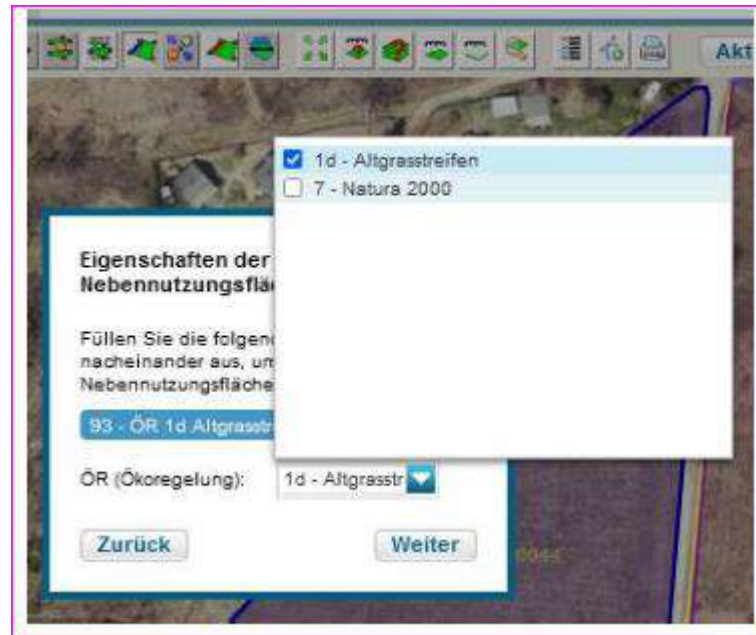 Akt
1d - Altgrasstreifen
7 - Natura 2000
Eigenschaften der
Nebennutzungsflä
Füllen Sie die folgen
nacheinander aus, um
Nebennutzungsfläche
93 - ÖR 1d Altgrasstr
ÖR (Ökoregelung): 1d - Altgrasstr
Zurück Weiter